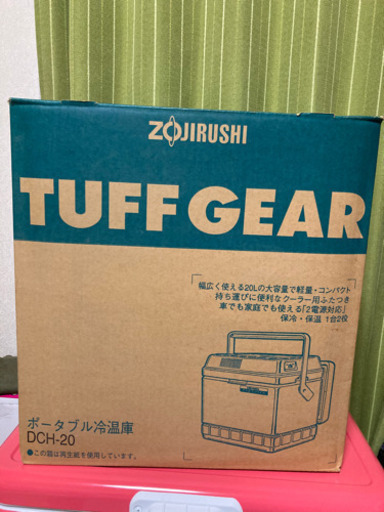 ZOJIRUSHI
TUFF GEAR
幅広く使える20Lの大容量で軽量・コンパクト
持ち運びに便利なクーラー用ふたつき
車でも家庭でも使える「2電源対応」
保冷・保温 1台2役
ポータブル冷温庫
DCH-20
●この箱は再生紙を使用しています。